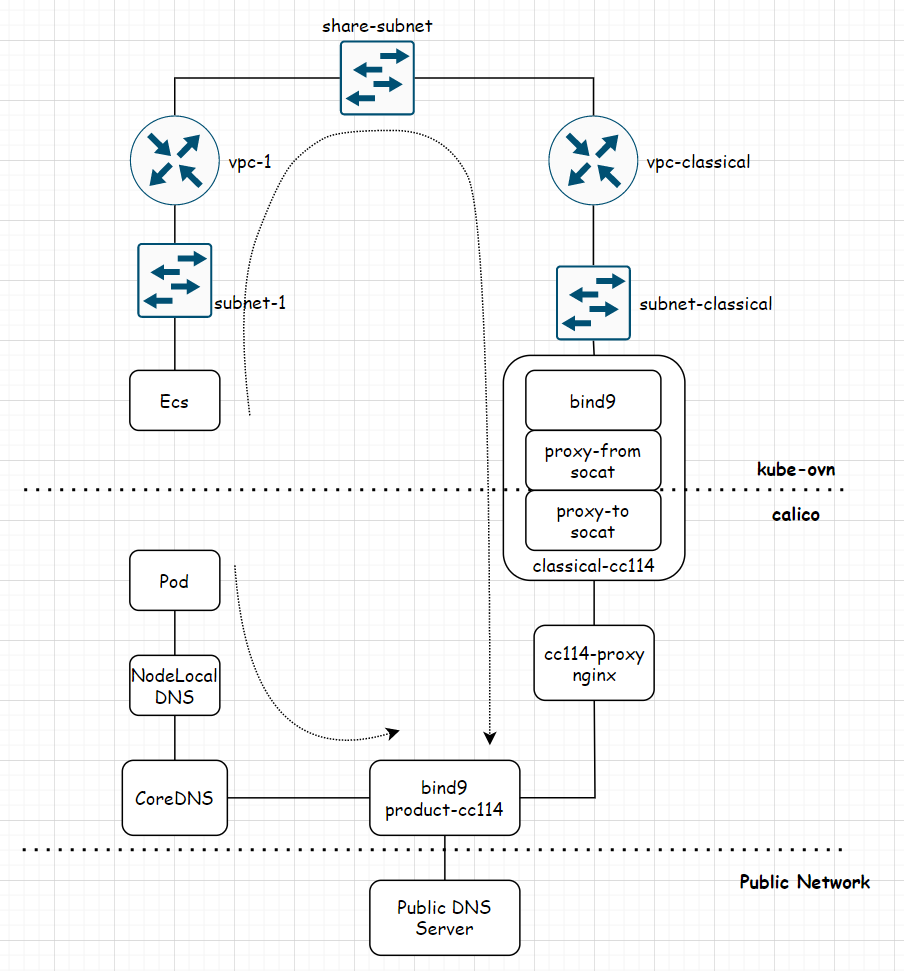 share-subnet
vpc-1
vpc-classical
subnet-1
subnet-classical
Ecs
bind9
proxy-from
socat
kube-ovn
calico
proxy-to
socat
classical-cc114
Pod
cc114-proxy
nginx
NodeLocal
DNS
CoreDNS
bind9
product-cc114
Public Network
Public DNS
Server